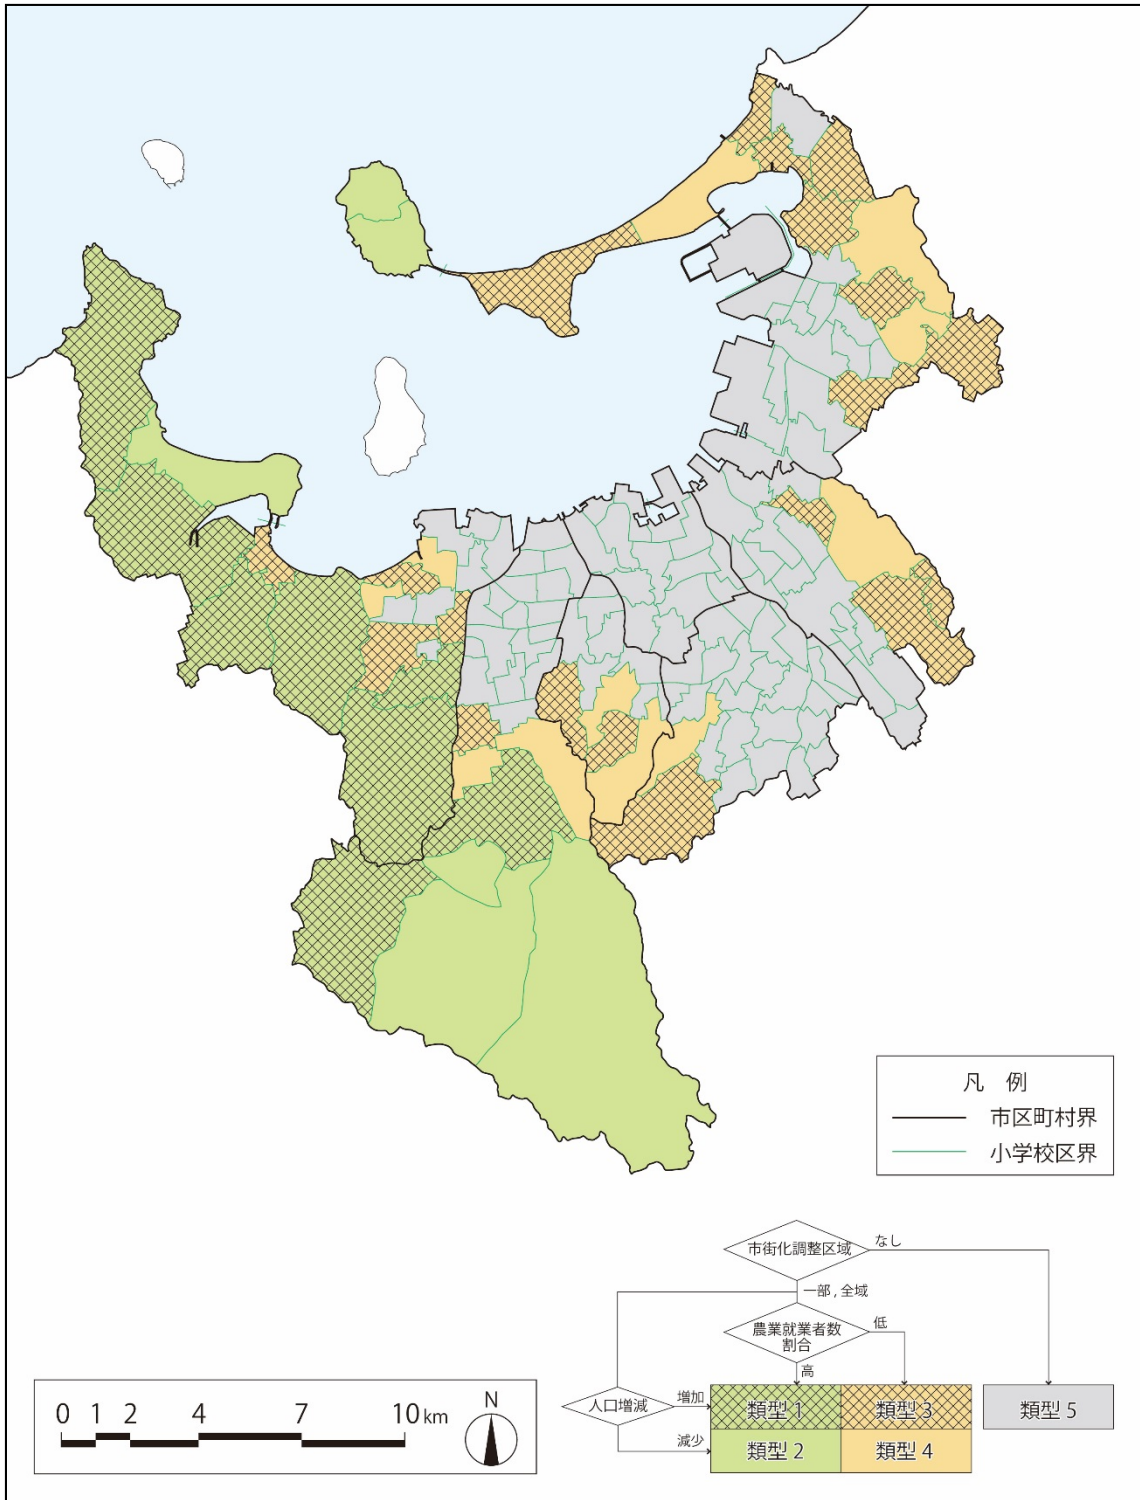 凡 例
市区町村界
小学校区界
市街化調整区域
なし
一部 , 全域
農業就業者数
割合
低
高
人口増減
増加
減少
類型 1
類型 3
類型 5
類型 2
類型 4
0 1 2 4 7 10 km
N